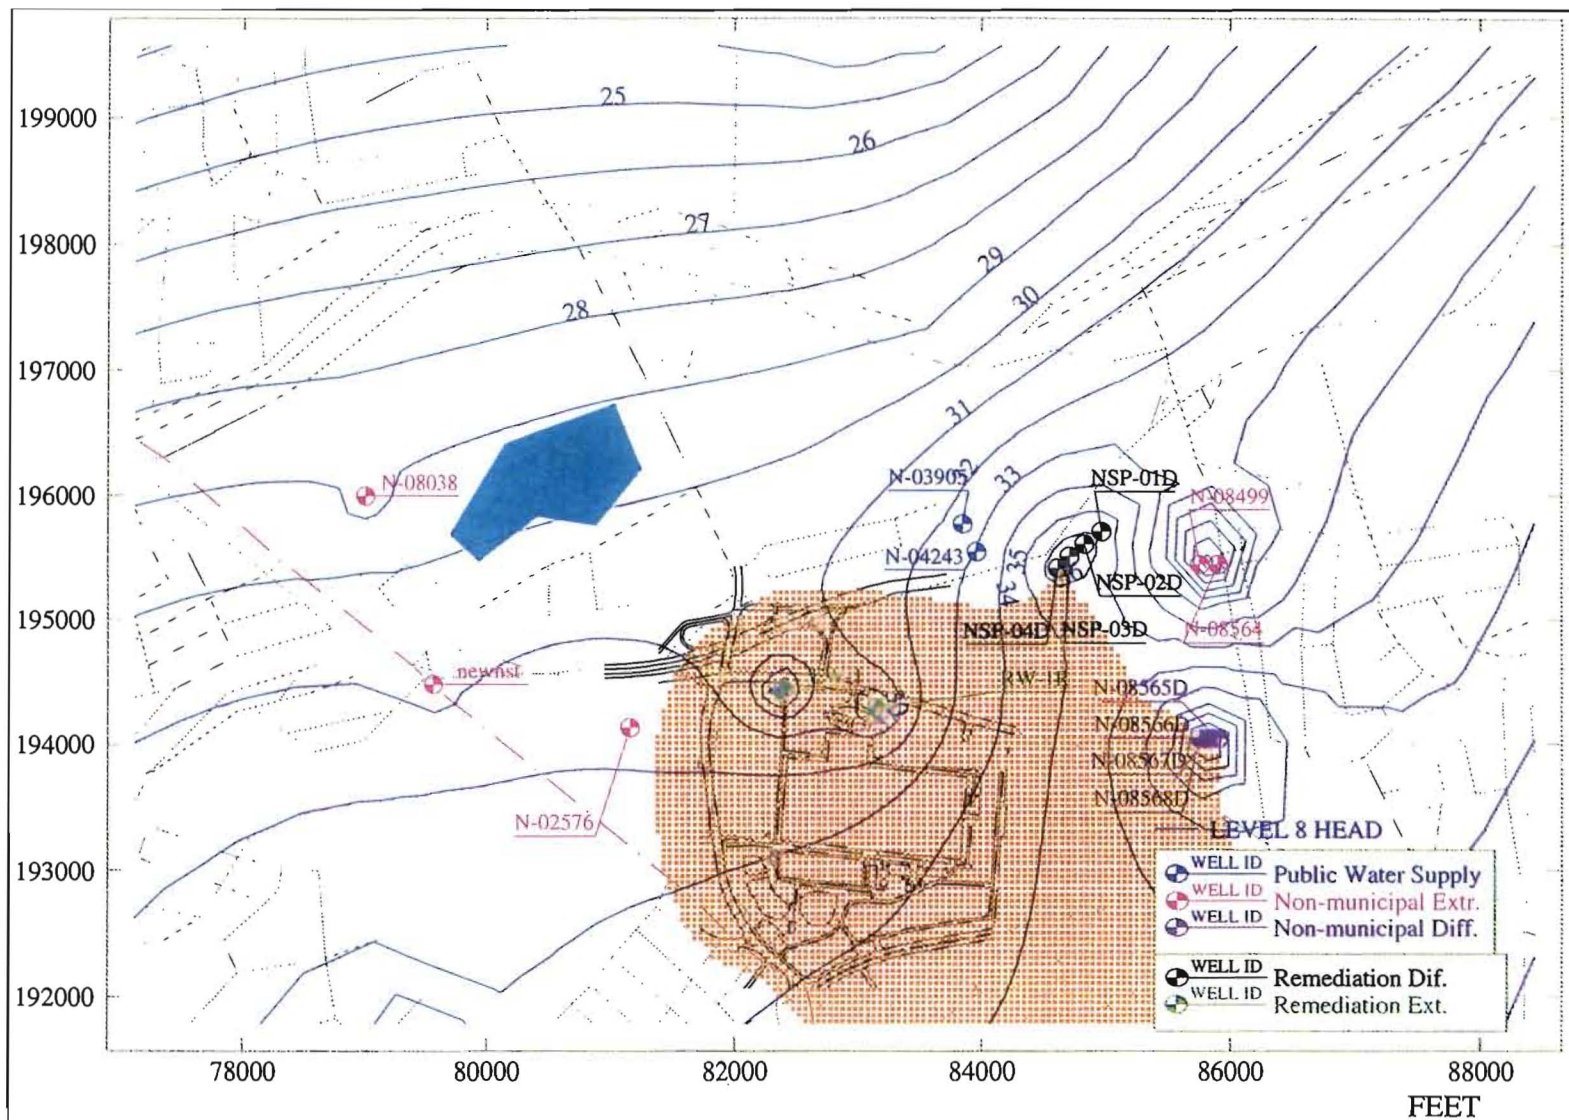 199000
198000
197000
196000
195000
194000
193000
192000
25
26
27
28
29
30
31
32
33
34
35
N-08038
N-03905
N-04243
NSP-01D
NSP-02D
NSP-04D
NSP-03D
N-08499
N-08564
newnsf
N-02576
RW-1B
N-08565D
N-08566D
N-08567D
N-08568D
LEVEL 8 HEAD
WELL ID Public Water Supply
WELL ID Non-municipal Extr.
WELL ID Non-municipal Diff.
WELL ID Remediation Dif.
WELL ID Remediation Ext.
78000 80000 82000 84000 86000 88000
FEET